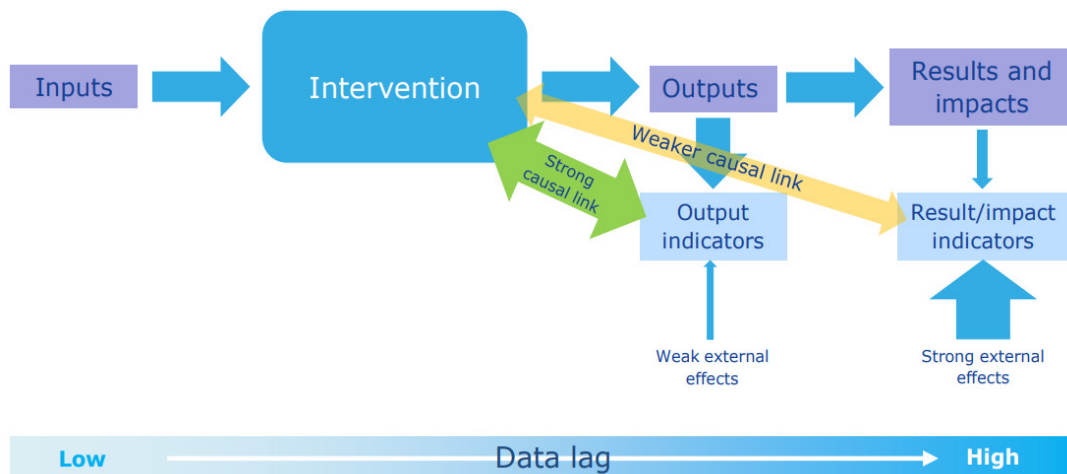 Inputs
Intervention
Outputs
Results and
impacts
Weaker causal link
Strong
causal link
Output
indicators
Result/impact
indicators
Weak external
effects
Strong external
effects
Low
Data lag
High